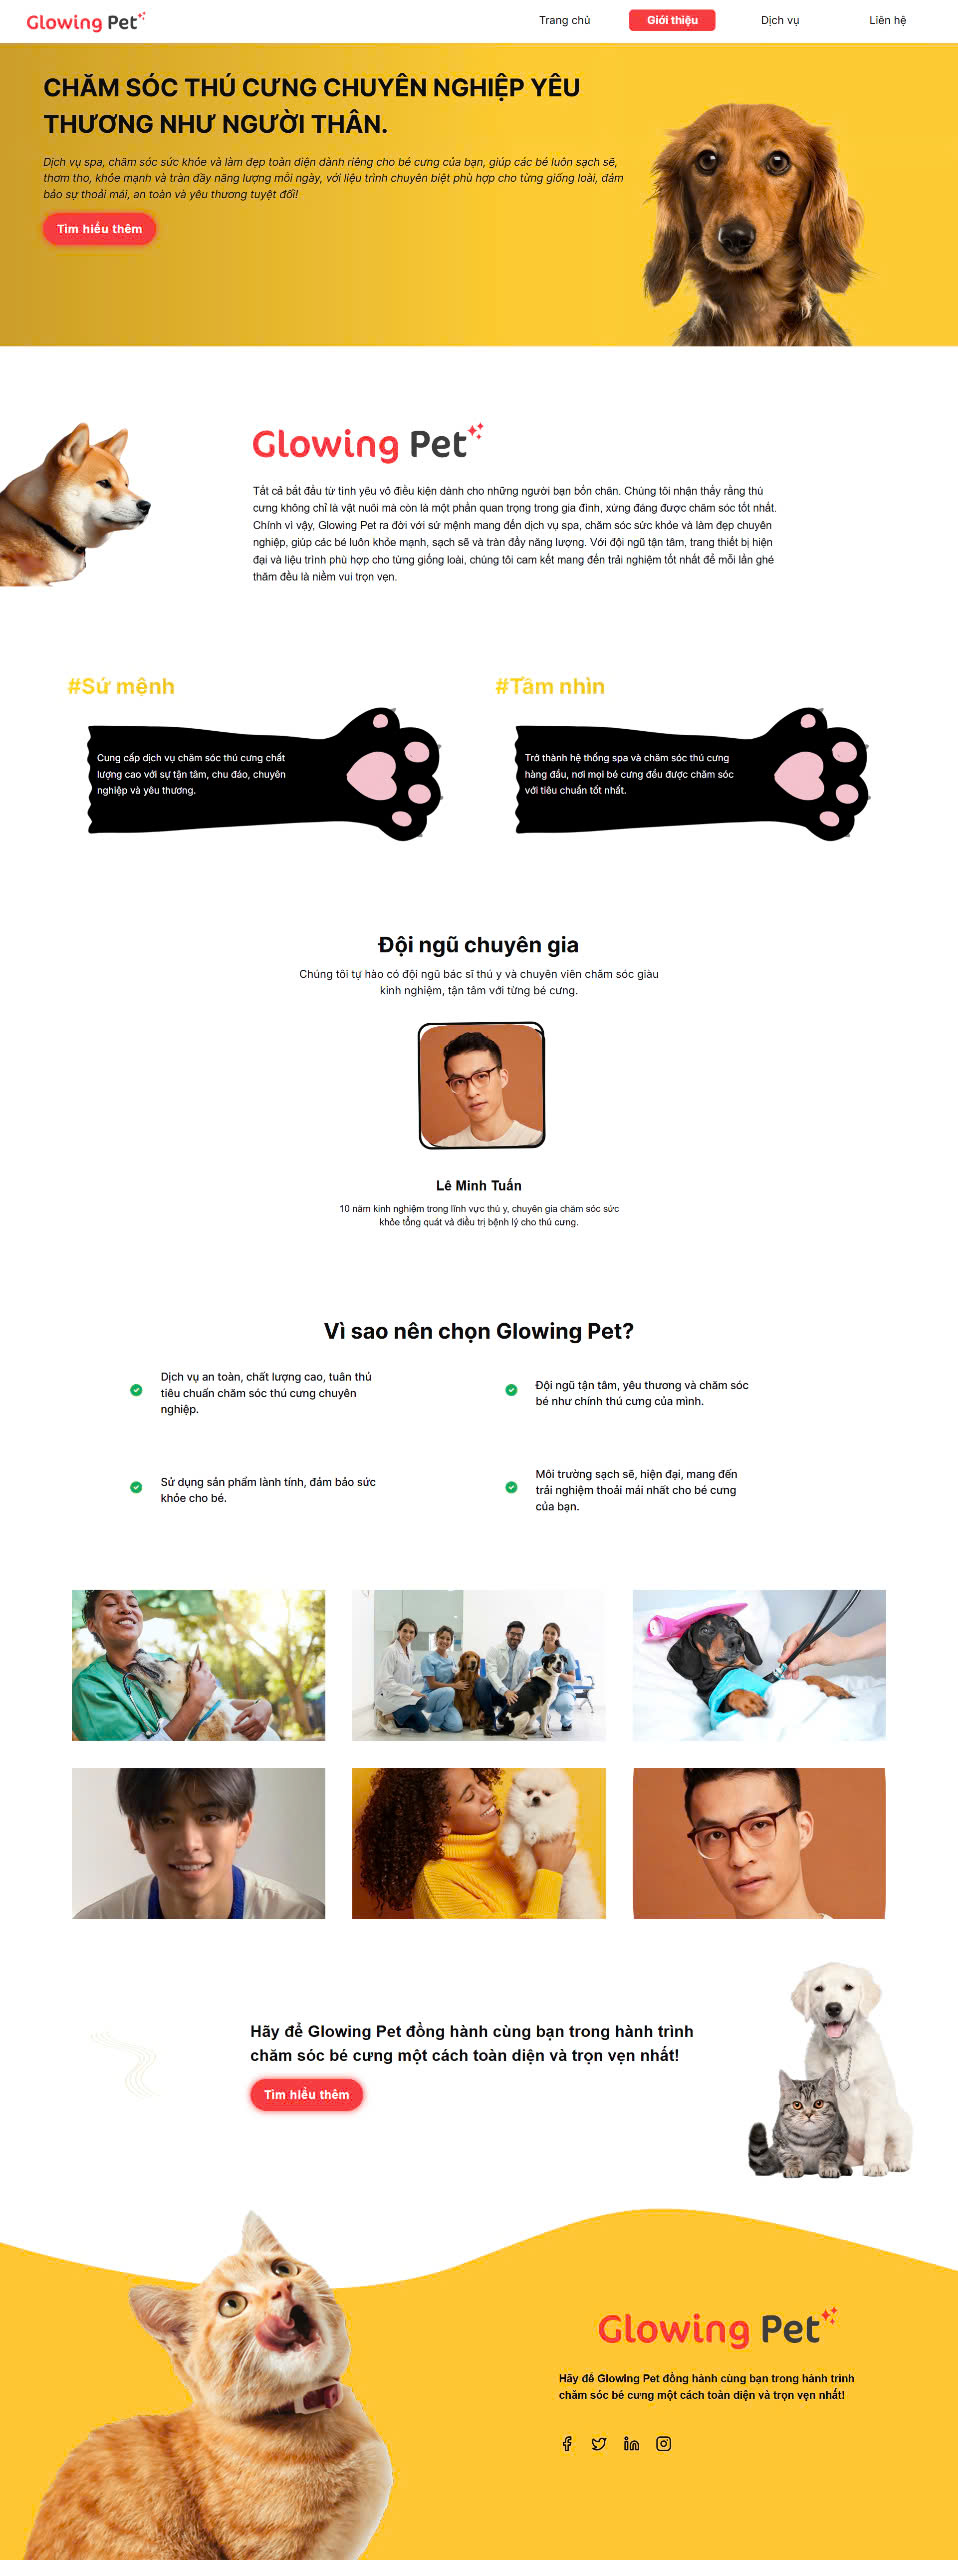 Glowing Pet
Trang chủ
Giới thiệu
Dịch vụ
Liên hệ
CHĂM SÓC THÚ CƯNG CHUYÊN NGHIỆP YÊU
THƯƠNG NHƯ NGƯỜI THÂN.
Dịch vụ spa, chăm sóc sức khỏe và làm đẹp toàn diện dành riêng cho bé cưng của bạn, giúp các bé luôn sạch sẽ,
thơm tho, khỏe mạnh và tràn đầy năng lượng mỗi ngày, với liệu trình chuyên biệt phù hợp cho từng giống loài, đảm
bảo sự thoải mái, an toàn và yêu thương tuyệt đối!
Tìm hiểu thêm
Glowing Pet
Tất cả bắt đầu từ tình yêu vô điều kiện dành cho những người bạn bốn chân. Chúng tôi nhận thấy rằng thú
cưng không chỉ là vật nuôi mà còn là một phần quan trọng trong gia đình, xứng đáng được chăm sóc tốt nhất.
Chính vì vậy, Glowing Pet ra đời với sứ mệnh mang đến dịch vụ spa, chăm sóc sức khỏe và làm đẹp chuyên
nghiệp, giúp các bé luôn khỏe mạnh, sạch sẽ và tràn đầy năng lượng. Với đội ngũ tận tâm, trang thiết bị hiện
đại và liệu trình phù hợp cho từng giống loài, chúng tôi cam kết mang đến trải nghiệm tốt nhất để mỗi lần ghé
thăm đều là niềm vui trọn vẹn.
#Sứ mệnh
Cung cấp dịch vụ chăm sóc thú cưng chất
lượng cao với sự tận tâm, chu đáo, chuyên
nghiệp và yêu thương.
#Tầm nhìn
Trở thành hệ thống spa và chăm sóc thú cưng
hàng đầu, nơi mọi bé cưng đều được chăm sóc
với tiêu chuẩn tốt nhất.
Đội ngũ chuyên gia
Chúng tôi tự hào có đội ngũ bác sĩ thú y và chuyên viên chăm sóc giàu
kinh nghiệm, tận tâm với từng bé cưng.
Lê Minh Tuấn
10 năm kinh nghiệm trong lĩnh vực thú y, chuyên gia chăm sóc sức
khỏe tổng quát và điều trị bệnh lý cho thú cưng.
Vì sao nên chọn Glowing Pet?
Dịch vụ an toàn, chất lượng cao, tuân thủ
tiêu chuẩn chăm sóc thú cưng chuyên
nghiệp.
Đội ngũ tận tâm, yêu thương và chăm sóc
bé như chính thú cưng của mình.
Sử dụng sản phẩm lành tính, đảm bảo sức
khỏe cho bé.
Môi trường sạch sẽ, hiện đại, mang đến
trải nghiệm thoải mái nhất cho bé cưng
của bạn.
Hãy để Glowing Pet đồng hành cùng bạn trong hành trình
chăm sóc bé cưng một cách toàn diện và trọn vẹn nhất!
Tìm hiểu thêm
Glowing Pet
Hãy để Glowing Pet đồng hành cùng bạn trong hành trình
chăm sóc bé cưng một cách toàn diện và trọn vẹn nhất!